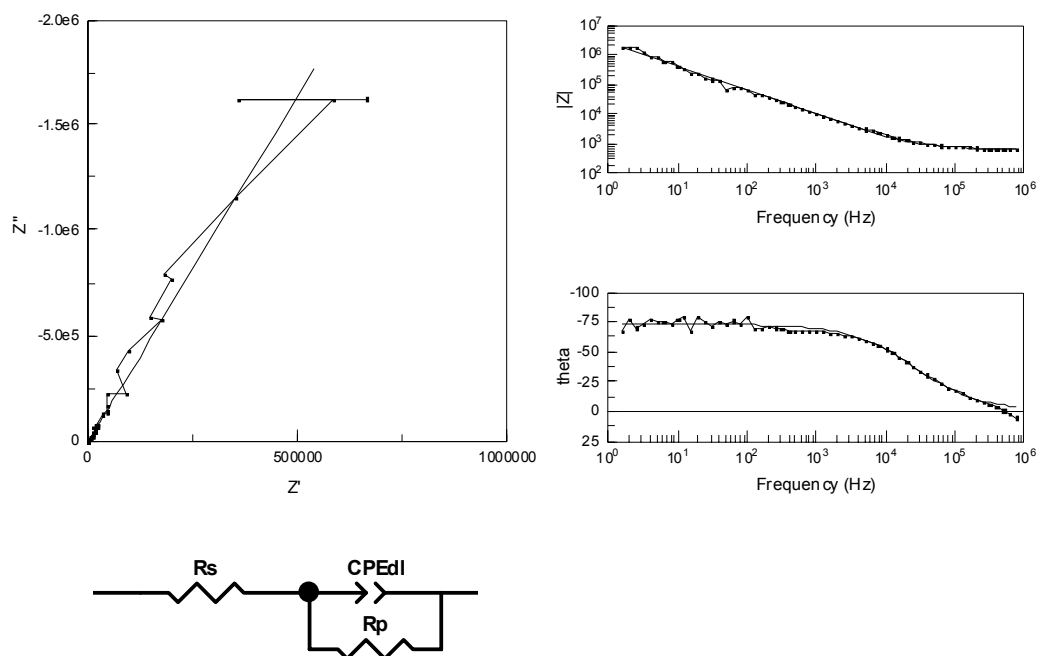 -2.0e6
-1.5e6
-1.0e6
-5.0e5
0
Z''
0
500000
1000000
Z'
10^7
10^6
10^5
10^4
10^3
10^2
|Z|
10^0 10^1 10^2 10^3 10^4 10^5 10^6
Frequency (Hz)
-100
-75
-50
-25
0
25
theta
10^0 10^1 10^2 10^3 10^4 10^5 10^6
Frequency (Hz)
Rs
CPEdl
Rp